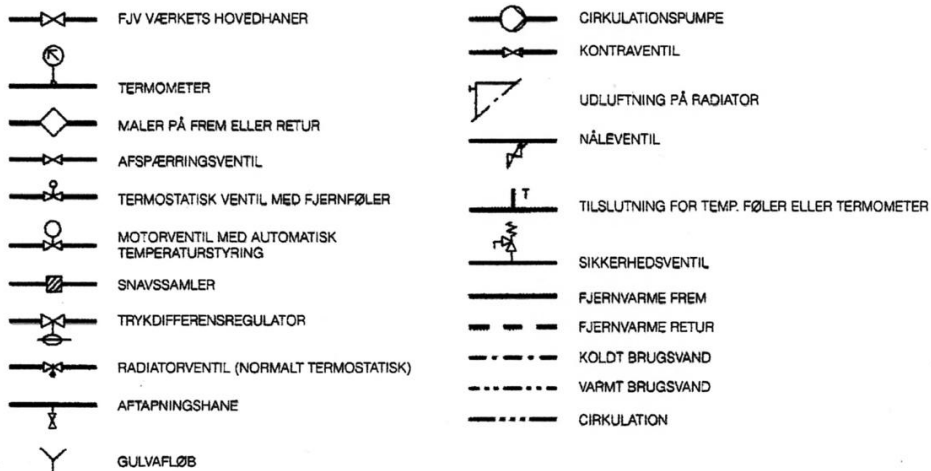 FJV VÆRKETS HOVEDHANER
TERMOMETER
MALER PÅ FREM ELLER RETUR
AFSPÆRRINGSVENTIL
TERMOSTATISK VENTIL MED FJERNFØLER
MOTORVENTIL MED AUTOMATISK
TEMPERATURSTYRING
SNAVSSAMLER
TRYKDIFFERENSREGULATOR
RADIATORVENTIL (NORMALT TERMOSTATISK)
AFTAPNINGSHANE
GULVAFLØB
CIRKULATIONSPUMPE
KONTRAVENTIL
UDLUFTNING PÅ RADIATOR
NÅLEVENTIL
T
TILSLUTNING FOR TEMP. FØLER ELLER TERMOMETER
SIKKERHEDSVENTIL
FJERNVARME FREM
FJERNVARME RETUR
KOLDT BRUGSVAND
VARMT BRUGSVAND
CIRKULATION